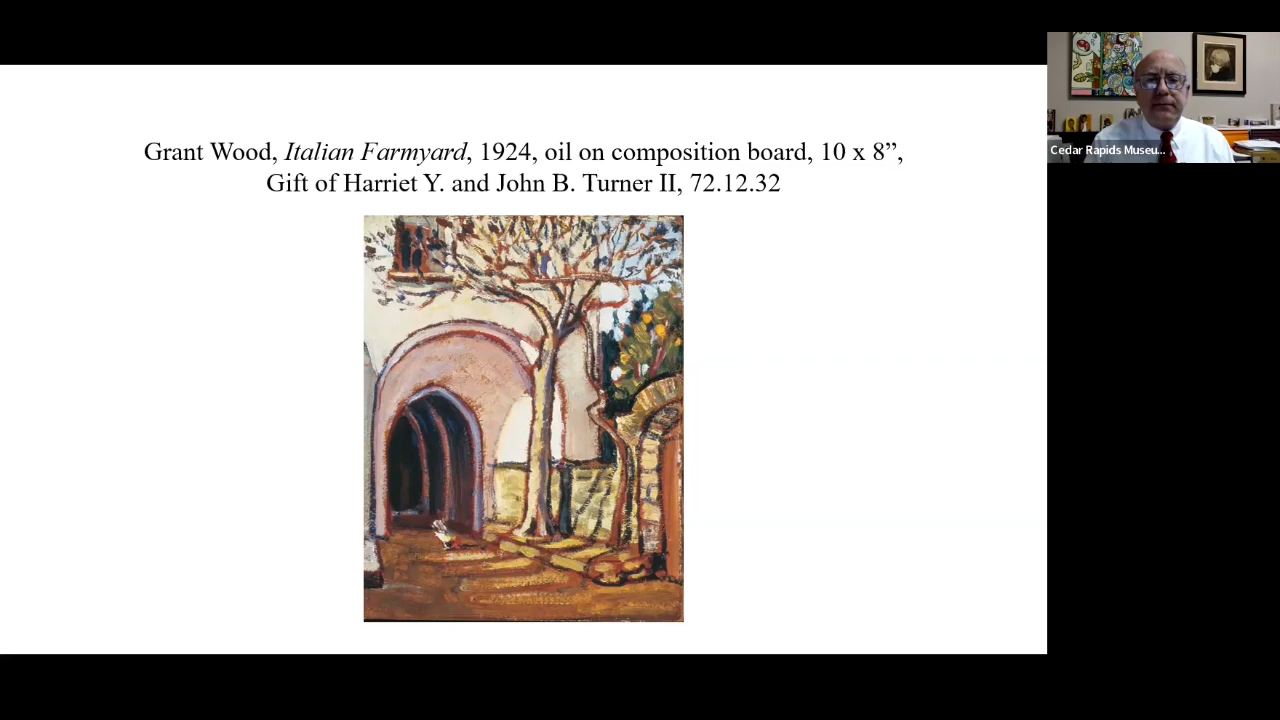 Grant Wood, Italian Farmyard, 1924, oil on composition board, 10 x 8”,
Gift of Harriet Y. and John B. Turner II, 72.12.32
Cedar Rapids Museu...